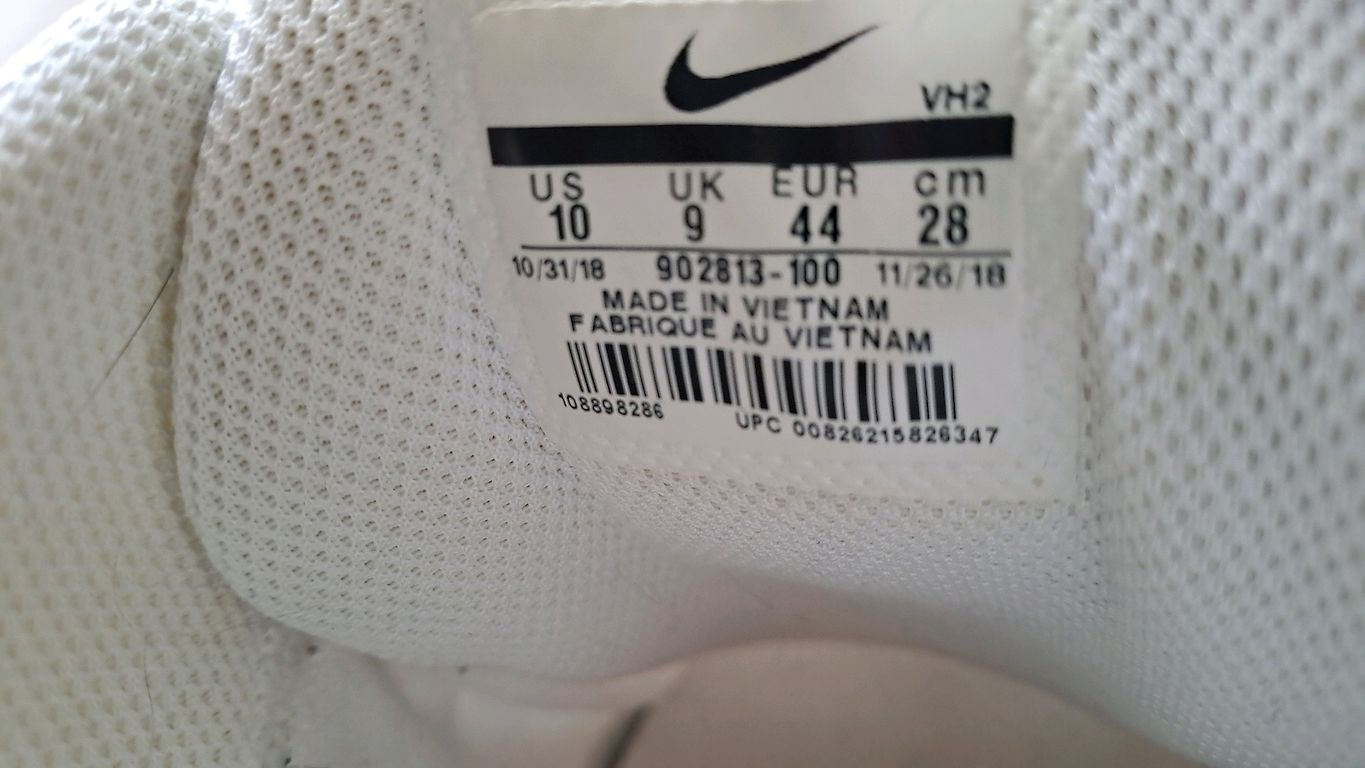 VH2
US UK EUR cm
10 9 44 28
10/31/18 902813-100 11/26/18
MADE IN VIETNAM
FABRIQUE AU VIETNAM
108898286 UPC 00826215826347